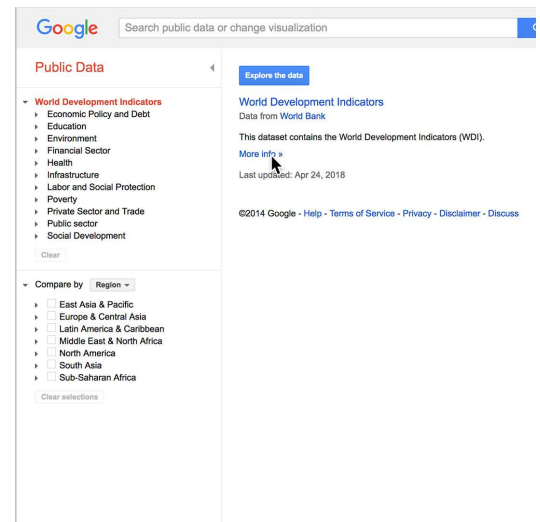 Google
Search public data or change visualization
Public Data
World Development Indicators
Economic Policy and Debt
Education
Environment
Financial Sector
Health
Infrastructure
Labor and Social Protection
Poverty
Private Sector and Trade
Public sector
Social Development
Clear
Compare by Region
East Asia & Pacific
Europe & Central Asia
Latin America & Caribbean
Middle East & North Africa
North America
South Asia
Sub-Saharan Africa
Clear selections
Explore the data
World Development Indicators
Data from World Bank
This dataset contains the World Development Indicators (WDI).
More info »
Last updated: Apr 24, 2018
©2014 Google - Help - Terms of Service - Privacy - Disclaimer - Discuss